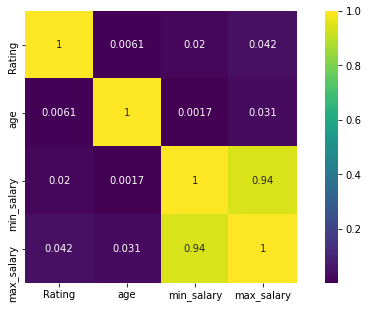 Rating 1 0.0061 0.02 0.042
age 0.0061 1 0.0017 0.031
min_salary 0.02 0.0017 1 0.94
max_salary 0.042 0.031 0.94 1
Rating age min_salary max_salary
1.0
0.8
0.6
0.4
0.2